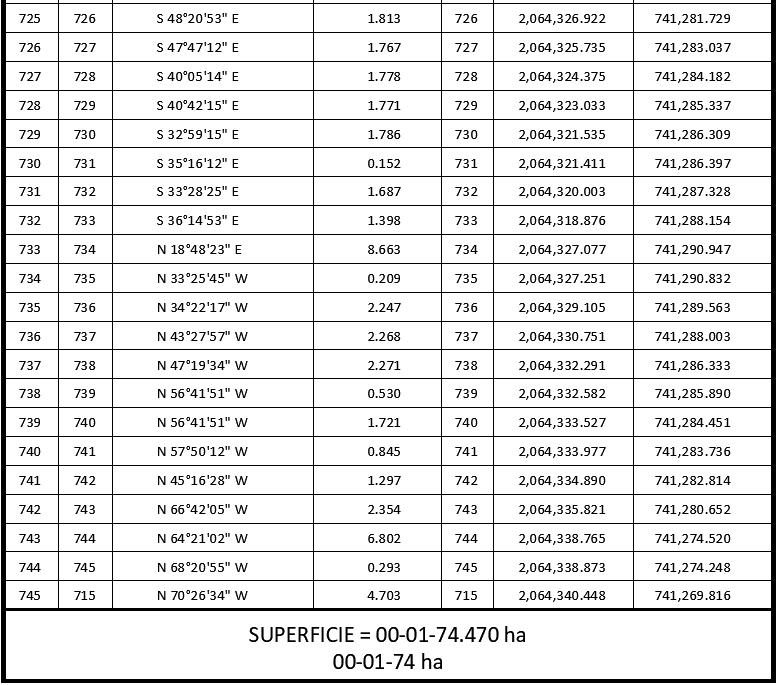 725 726 S 48°20'53" E 1.813 726 2,064,326.922 741,281.729
726 727 S 47°47'12" E 1.767 727 2,064,325.735 741,283.037
727 728 S 40°05'14" E 1.778 728 2,064,324.375 741,284.182
728 729 S 40°42'15" E 1.771 729 2,064,323.033 741,285.337
729 730 S 32°59'15" E 1.786 730 2,064,321.535 741,286.309
730 731 S 35°16'12" E 0.152 731 2,064,321.411 741,286.397
731 732 S 33°28'25" E 1.687 732 2,064,320.003 741,287.328
732 733 S 36°14'53" E 1.398 733 2,064,318.876 741,288.154
733 734 N 18°48'23" E 8.663 734 2,064,327.077 741,290.947
734 735 N 33°25'45" W 0.209 735 2,064,327.251 741,290.832
735 736 N 34°22'17" W 2.247 736 2,064,329.105 741,289.563
736 737 N 43°27'57" W 2.268 737 2,064,330.751 741,288.003
737 738 N 47°19'34" W 2.271 738 2,064,332.291 741,286.333
738 739 N 56°41'51" W 0.530 739 2,064,332.582 741,285.890
739 740 N 56°41'51" W 1.721 740 2,064,333.527 741,284.451
740 741 N 57°50'12" W 0.845 741 2,064,333.977 741,283.736
741 742 N 45°16'28" W 1.297 742 2,064,334.890 741,282.814
742 743 N 66°42'05" W 2.354 743 2,064,335.821 741,280.652
743 744 N 64°21'02" W 6.802 744 2,064,338.765 741,274.520
744 745 N 68°20'55" W 0.293 745 2,064,338.873 741,274.248
745 715 N 70°26'34" W 4.703 715 2,064,340.448 741,269.816
SUPERFICIE = 00-01-74.470 ha
00-01-74 ha